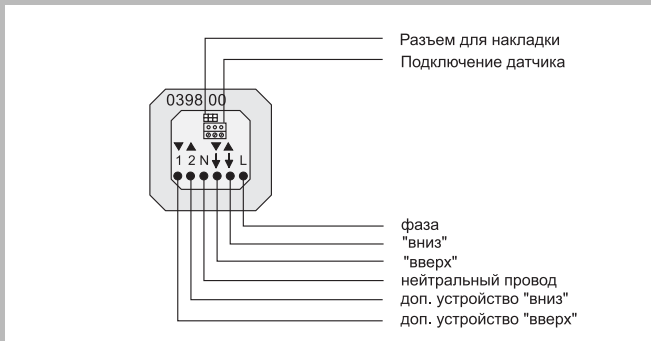 Разъем для накладки
Подключение датчика
0398 00
1 2 N L
фаза
"вниз"
"вверх"
нейтральный провод
доп. устройство "вниз"
доп. устройство "вверх"